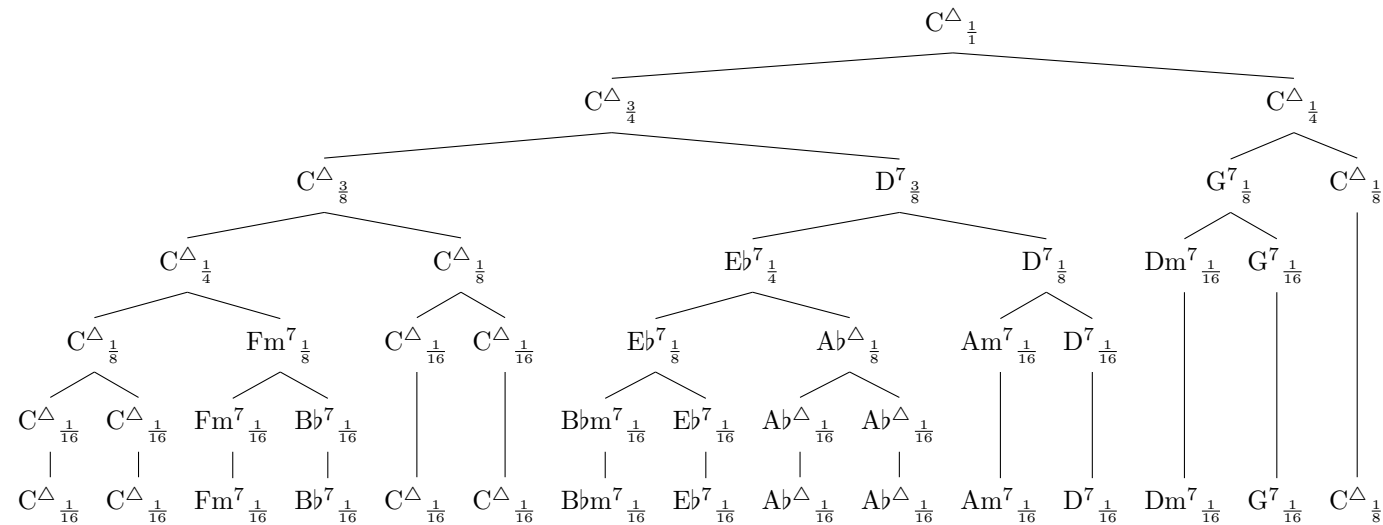 C△ 1/1
C△ 3/4 C△ 1/4
C△ 3/8 D7 3/8 G7 1/8 C△ 1/8
C△ 1/4 C△ 1/8 E♭7 1/4 D7 1/8 Dm7 1/16 G7 1/16
C△ 1/8 Fm7 1/8 C△ 1/16 C△ 1/16 E♭7 1/8 A♭△ 1/8 Am7 1/16 D7 1/16
C△ 1/16 C△ 1/16 Fm7 1/16 B♭7 1/16 B♭m7 1/16 E♭7 1/16 A♭△ 1/16 A♭△ 1/16
C△ 1/16 C△ 1/16 Fm7 1/16 B♭7 1/16 C△ 1/16 C△ 1/16 B♭m7 1/16 E♭7 1/16 A♭△ 1/16 A♭△ 1/16 Am7 1/16 D7 1/16 Dm7 1/16 G7 1/16 C△ 1/8